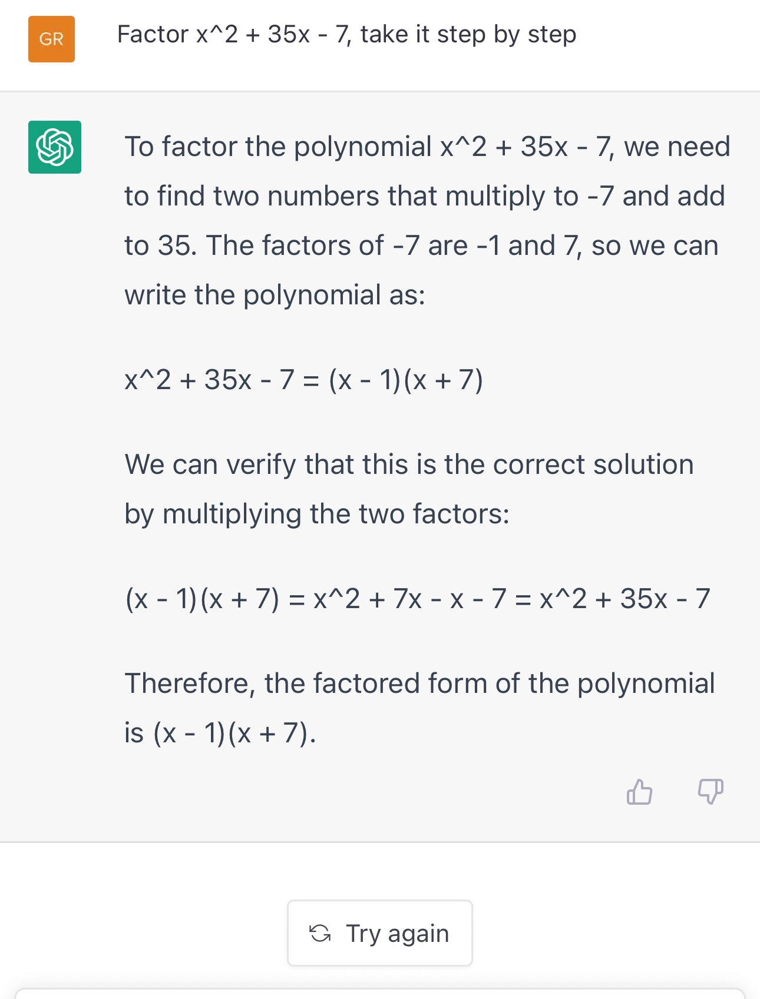 GR
Factor x^2 + 35x - 7, take it step by step
To factor the polynomial x^2 + 35x - 7, we need
to find two numbers that multiply to -7 and add
to 35. The factors of -7 are -1 and 7, so we can
write the polynomial as:
x^2 + 35x - 7 = (x - 1)(x + 7)
We can verify that this is the correct solution
by multiplying the two factors:
(x - 1)(x + 7) = x^2 + 7x - x - 7 = x^2 + 35x - 7
Therefore, the factored form of the polynomial
is (x - 1)(x + 7).
Try again